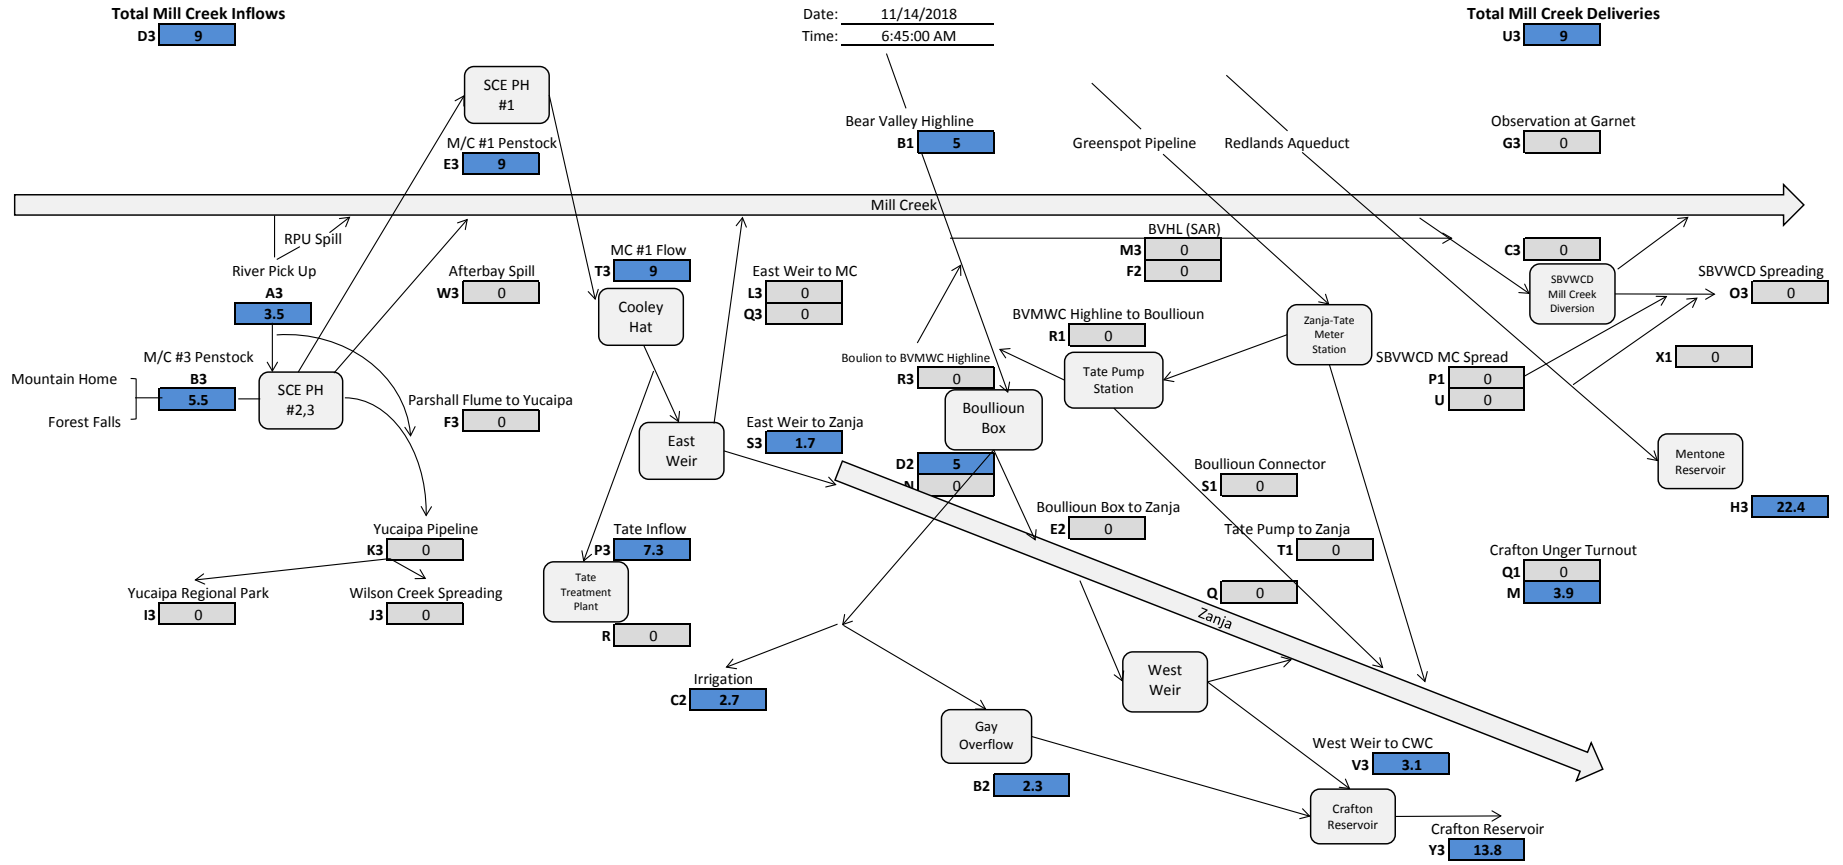 Total Mill Creek Inflows
D3 9
Date: 11/14/2018
Time: 6:45:00 AM
Total Mill Creek Deliveries
U3 9
SCE PH
#1
M/C #1 Penstock
E3 9
Bear Valley Highline
B1 5
Greenspot Pipeline
Redlands Aqueduct
Observation at Garnet
G3 0
Mill Creek
RPU Spill
River Pick Up
A3
3.5
Afterbay Spill
W3 0
MC #1 Flow
T3 9
Cooley
Hat
East Weir to MC
L3 0
Q3 0
BVHL (SAR)
M3 0
F2 0
C3 0
SBVWCD
Mill Creek
Diversion
SBVWCD Spreading
O3 0
BVMWC Highline to Boullioun
R1 0
Zanja-Tate
Meter
Station
M/C #3 Penstock
B3
5.5
Mountain Home
Forest Falls
SCE PH
#2,3
Parshall Flume to Yucaipa
F3 0
Boulion to BVMWC Highline
R3 0
Tate Pump
Station
SBVWCD MC Spread
P1 0
U 0
X1 0
Boullioun
Box
East
Weir
East Weir to Zanja
S3 1.7
D2 5
N 0
Boullioun Connector
S1 0
Mentone
Reservoir
H3 22.4
Boullioun Box to Zanja
E2 0
Yucaipa Pipeline
K3 0
Tate Inflow
P3 7.3
Tate Pump to Zanja
T1 0
Crafton Unger Turnout
Q1 0
M 3.9
Tate
Treatment
Plant
Yucaipa Regional Park
I3 0
Wilson Creek Spreading
J3 0
Q 0
Zanja
R 0
Irrigation
C2 2.7
West
Weir
Gay
Overflow
B2 2.3
West Weir to CWC
V3 3.1
Crafton
Reservoir
Crafton Reservoir
Y3 13.8